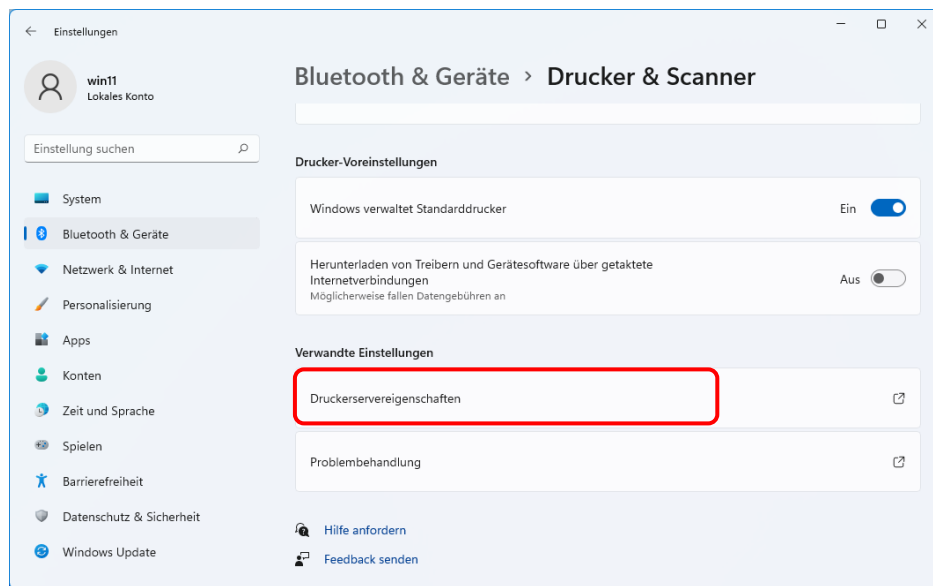 Einstellungen
win11
Lokales Konto
Einstellung suchen
System
Bluetooth & Geräte
Netzwerk & Internet
Personalisierung
Apps
Konten
Zeit und Sprache
Spielen
Barrierefreiheit
Datenschutz & Sicherheit
Windows Update
Bluetooth & Geräte > Drucker & Scanner
Drucker-Voreinstellungen
Windows verwaltet Standarddrucker
Ein
Herunterladen von Treibern und Gerätesoftware über getaktete
Internetverbindungen
Möglicherweise fallen Datengebühren an
Aus
Verwandte Einstellungen
Druckerservereigenschaften
Problembehandlung
Hilfe anfordern
Feedback senden